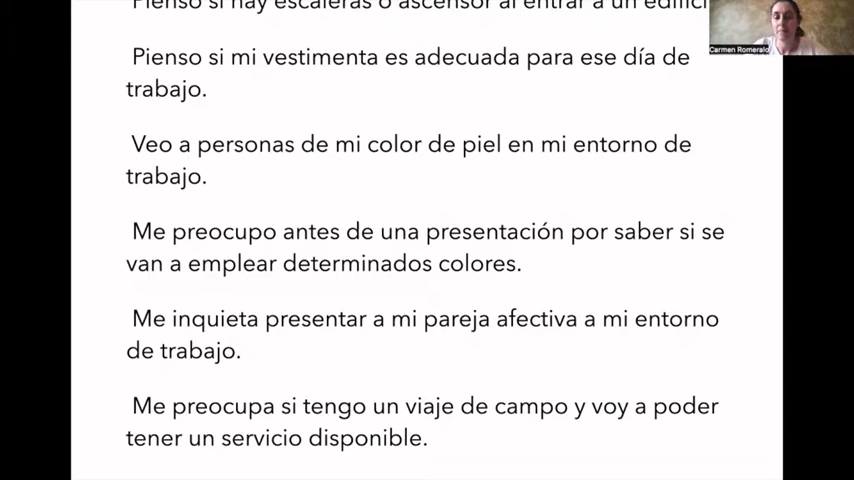 Pienso si hay escaleras o ascensor al entrar a un edifici
Carmen Romeralo
Pienso si mi vestimenta es adecuada para ese día de
trabajo.
Veo a personas de mi color de piel en mi entorno de
trabajo.
Me preocupo antes de una presentación por saber si se
van a emplear determinados colores.
Me inquieta presentar a mi pareja afectiva a mi entorno
de trabajo.
Me preocupa si tengo un viaje de campo y voy a poder
tener un servicio disponible.